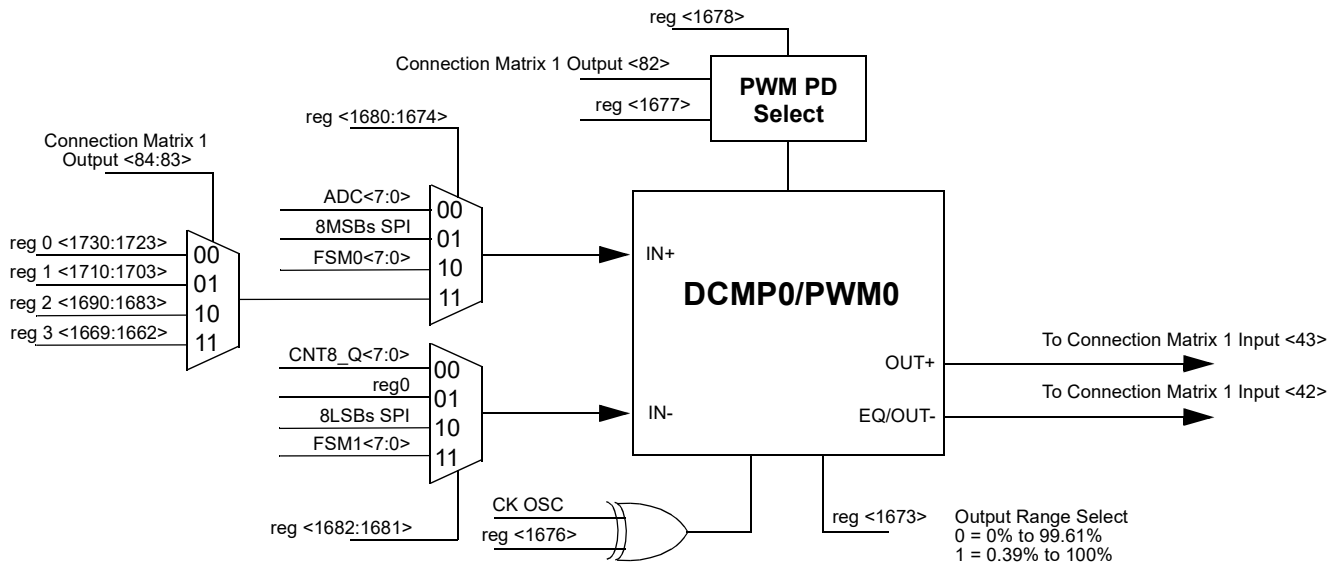 reg <1678>
Connection Matrix 1 Output <82>
reg <1677>
PWM PD
Select
reg <1680:1674>
Connection Matrix 1
Output <84:83>
ADC<7:0>
8MSBs SPI
FSM0<7:0>
00
01
10
11
reg 0 <1730:1723>
reg 1 <1710:1703>
reg 2 <1690:1683>
reg 3 <1669:1662>
00
01
10
11
IN+
DCMP0/PWM0
CNT8_Q<7:0>
reg0
8LSBs SPI
FSM1<7:0>
00
01
10
11
IN-
OUT+
EQ/OUT-
To Connection Matrix 1 Input <43>
To Connection Matrix 1 Input <42>
reg <1682:1681>
CK OSC
reg <1676>
reg <1673>
Output Range Select
0 = 0% to 99.61%
1 = 0.39% to 100%